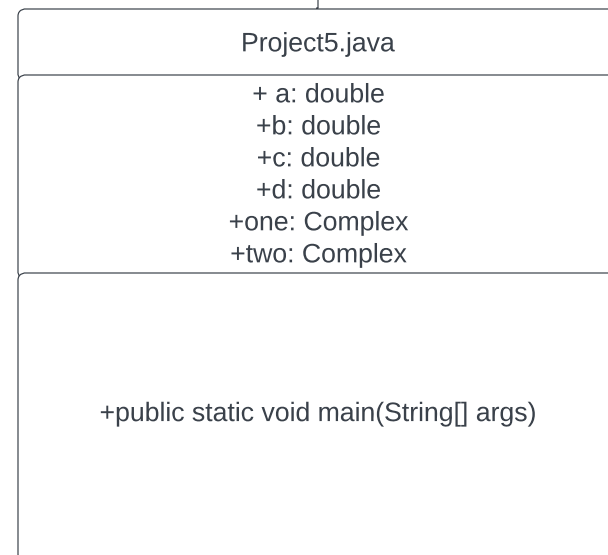 Project5.java
+ a: double
+b: double
+c: double
+d: double
+one: Complex
+two: Complex
+public static void main(String[] args)